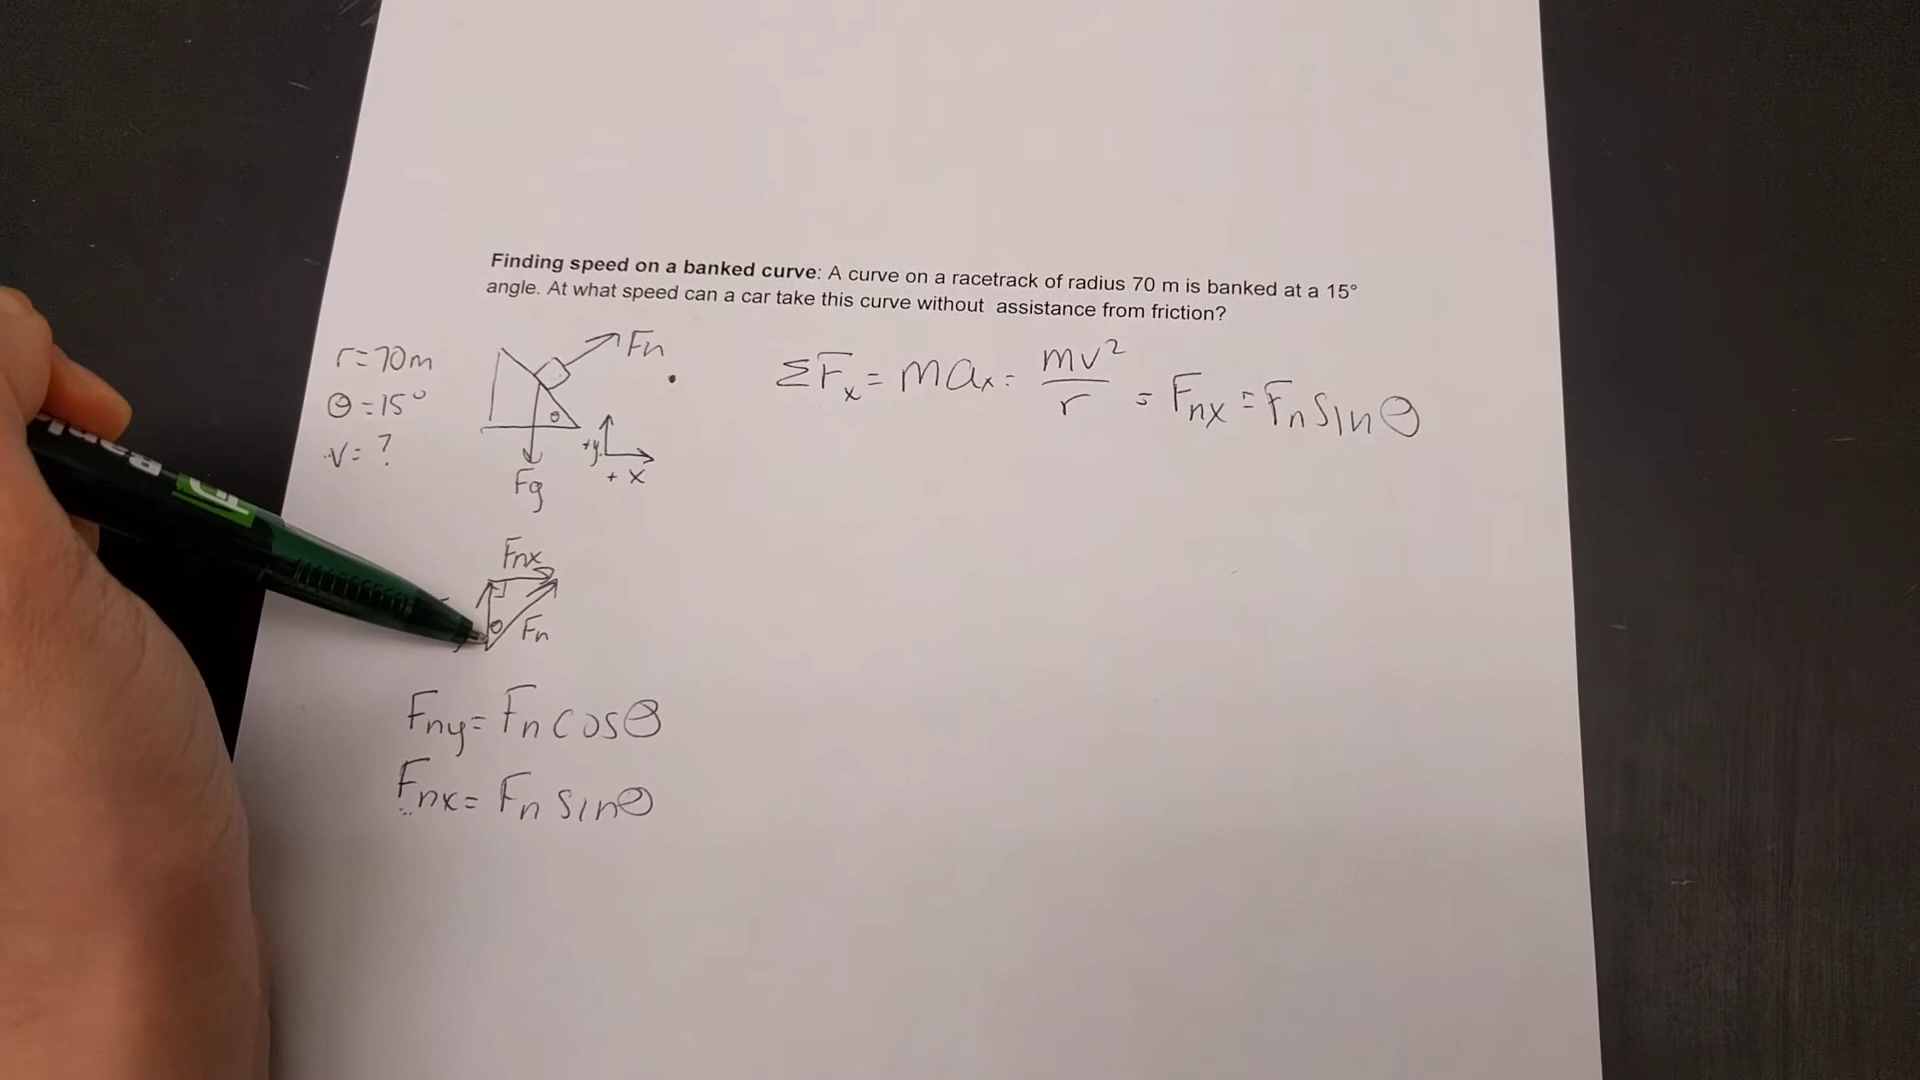 Finding speed on a banked curve: A curve on a racetrack of radius 70 m is banked at a 15°
angle. At what speed can a car take this curve without assistance from friction?
r=70m
θ=15°
v=?
Fn
θ
Fg
+y
+x
ΣFx = max = mv²/r = Fnx = Fn sinθ
Fnx
θ
Fn
Fny = Fn cosθ
Fnx = Fn sinθ